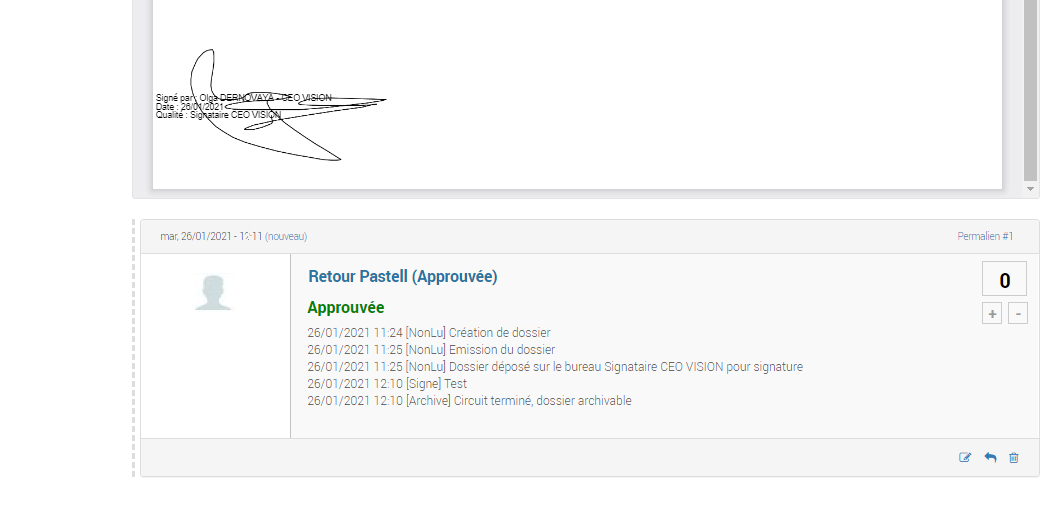 Signé par : Olga DERNOVAYA - CEO VISION
Date : 26/01/2021
Qualité : Signataire CEO VISION
mar, 26/01/2021 - 12:11 (nouveau)
Permalien #1
Retour Pastell (Approuvée)
0
Approuvée
+ -
26/01/2021 11:24 [NonLu] Création de dossier
26/01/2021 11:25 [NonLu] Emission du dossier
26/01/2021 11:25 [NonLu] Dossier déposé sur le bureau Signataire CEO VISION pour signature
26/01/2021 12:10 [Signe] Test
26/01/2021 12:10 [Archive] Circuit terminé, dossier archivable